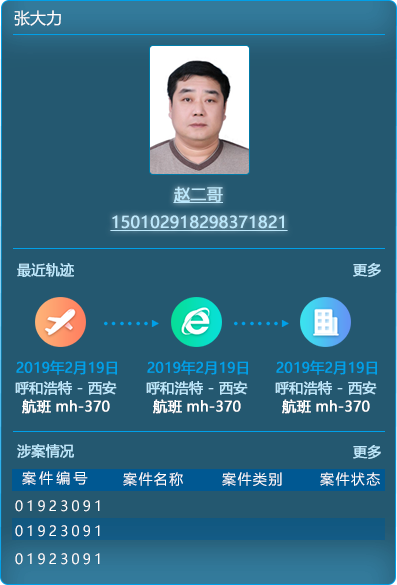 张大力
赵二哥
150102918298371821
最近轨迹 更多
2019年2月19日 2019年2月19日 2019年2月19日
呼和浩特 - 西安 呼和浩特 - 西安 呼和浩特 - 西安
航班 mh-370 航班 mh-370 航班 mh-370
涉案情况 更多
案件编号 案件名称 案件类别 案件状态
01923091
01923091
01923091